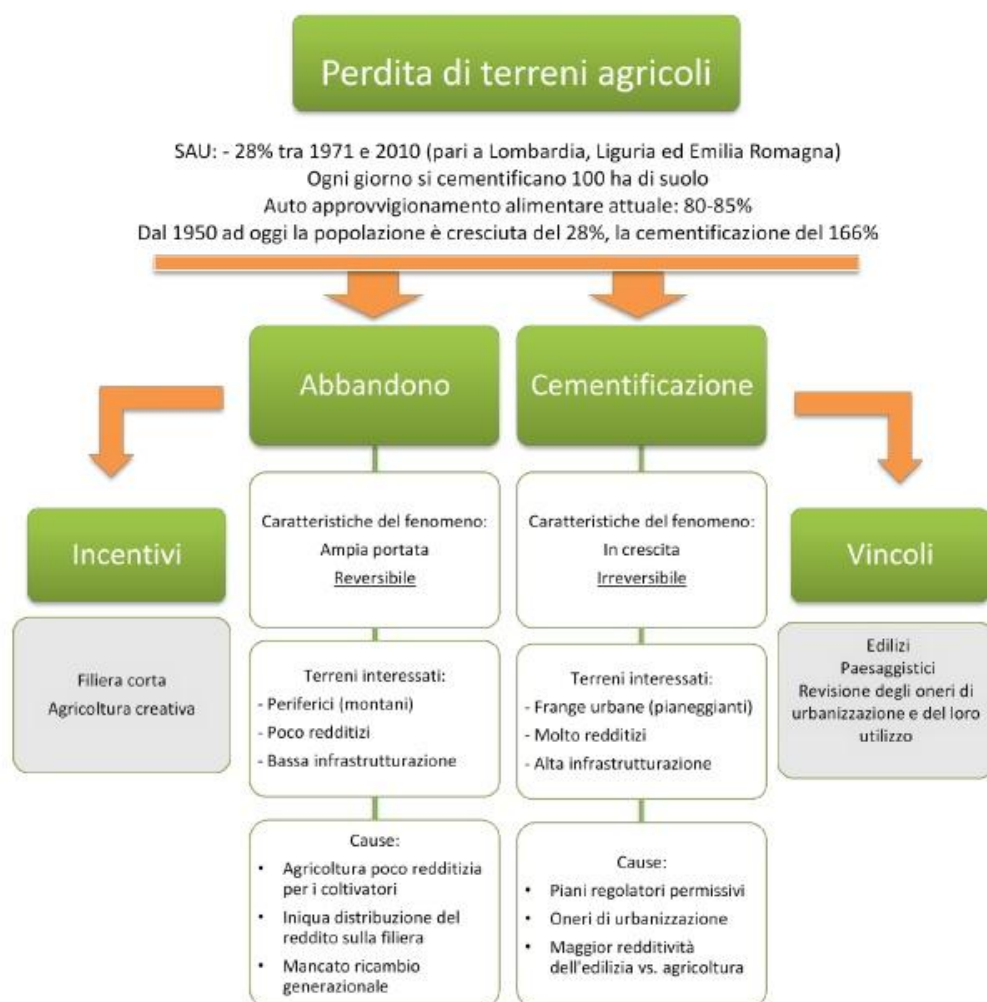 Perdita di terreni agricoli
SAU: - 28% tra 1971 e 2010 (pari a Lombardia, Liguria ed Emilia Romagna)
Ogni giorno si cementificano 100 ha di suolo
Auto approvvigionamento alimentare attuale: 80-85%
Dal 1950 ad oggi la popolazione è cresciuta del 28%, la cementificazione del 166%
Abbandono
Cementificazione
Incentivi
Filiera corta
Agricoltura creativa
Caratteristiche del fenomeno:
Ampia portata
Reversibile
Terreni interessati:
- Periferici (montani)
- Poco redditizi
- Bassa infrastrutturazione
Cause:
• Agricoltura poco redditizia
per i coltivatori
• Iniqua distribuzione del
reddito sulla filiera
• Mancato ricambio
generazionale
Caratteristiche del fenomeno:
In crescita
Irreversibile
Terreni interessati:
- Frange urbane (pianeggianti)
- Molto redditizi
- Alta infrastrutturazione
Cause:
• Piani regolatori permissivi
• Oneri di urbanizzazione
• Maggior redditività
dell'edilizia vs. agricoltura
Vincoli
Edilizi
Paesaggistici
Revisione degli oneri di
urbanizzazione e del loro
utilizzo